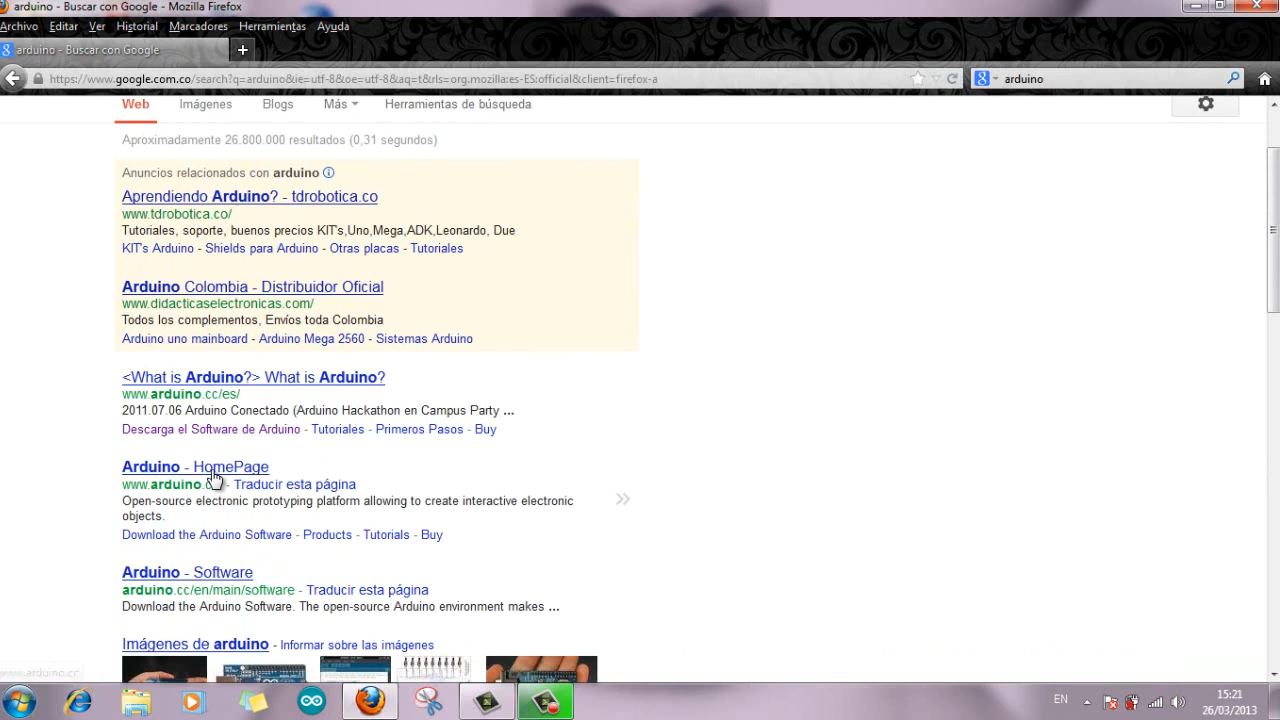 arduino - Buscar con Google - Mozilla Firefox
Archivo Editar Ver Historial Marcadores Herramientas Ayuda
arduino - Buscar con Google
https://www.google.com.co/search?q=arduino&ie=utf-8&oe=utf-8&aq=t&rls=org.mozilla:es-ES:official&client=firefox-a
arduino
Web Imágenes Blogs Más Herramientas de búsqueda
Aproximadamente 26.800.000 resultados (0,31 segundos)
Anuncios relacionados con arduino
Aprendiendo Arduino? - tdrobotica.co
www.tdrobotica.co/
Tutoriales, soporte, buenos precios KIT's,Uno,Mega,ADK,Leonardo, Due
KIT's Arduino - Shields para Arduino - Otras placas - Tutoriales
Arduino Colombia - Distribuidor Oficial
www.didacticaselectronicas.com/
Todos los complementos, Envíos toda Colombia
Arduino uno mainboard - Arduino Mega 2560 - Sistemas Arduino
<What is Arduino?> What is Arduino?
www.arduino.cc/es/
2011.07.06 Arduino Conectado (Arduino Hackathon en Campus Party ...
Descarga el Software de Arduino - Tutoriales - Primeros Pasos - Buy
Arduino - HomePage
www.arduino.c - Traducir esta página
Open-source electronic prototyping platform allowing to create interactive electronic
objects.
Download the Arduino Software - Products - Tutorials - Buy
Arduino - Software
arduino.cc/en/main/software - Traducir esta página
Download the Arduino Software. The open-source Arduino environment makes ...
Imágenes de arduino - Informar sobre las imágenes
www.arduino.cc
EN
15:21
26/03/2013